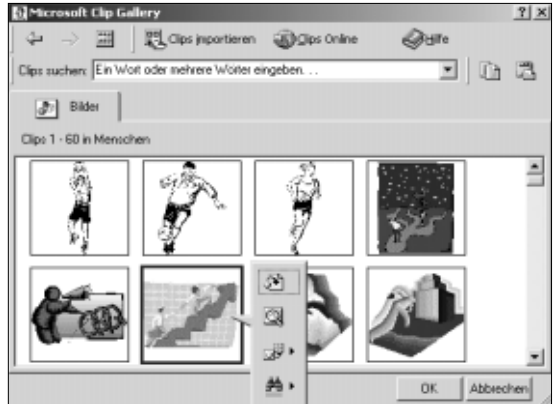 Microsoft Clip Gallery
Clips importieren Clips Online Hilfe
Clips suchen: Ein Wort oder mehrere Wörter eingeben. . .
Bilder
Clips 1 - 60 in Menschen
OK Abbrechen